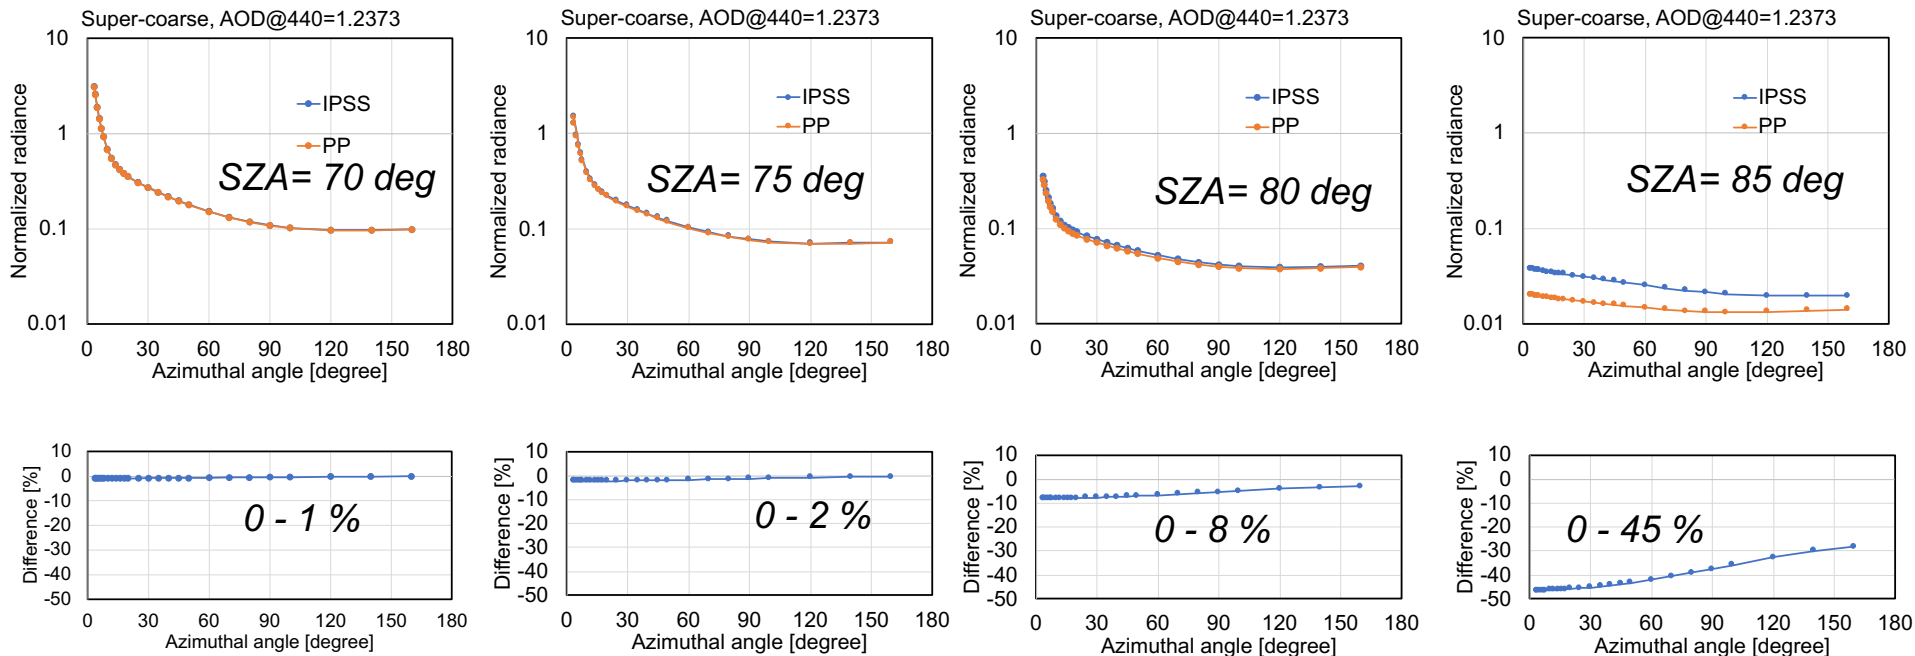 Super-coarse, AOD@440=1.2373
10
1
0.1
0.01
Normalized radiance
IPSS
PP
SZA= 70 deg
0 30 60 90 120 150 180
Azimuthal angle [degree]
Super-coarse, AOD@440=1.2373
10
1
0.1
0.01
Normalized radiance
IPSS
PP
SZA= 75 deg
0 30 60 90 120 150 180
Azimuthal angle [degree]
Super-coarse, AOD@440=1.2373
10
1
0.1
0.01
Normalized radiance
IPSS
PP
SZA= 80 deg
0 30 60 90 120 150 180
Azimuthal angle [degree]
Super-coarse, AOD@440=1.2373
10
1
0.1
0.01
Normalized radiance
IPSS
PP
SZA= 85 deg
0 30 60 90 120 150 180
Azimuthal angle [degree]
10
0
-10
-20
-30
-40
-50
Difference [%]
0 - 1 %
0 30 60 90 120 150 180
Azimuthal angle [degree]
10
0
-10
-20
-30
-40
-50
Difference [%]
0 - 2 %
0 30 60 90 120 150 180
Azimuthal angle [degree]
10
0
-10
-20
-30
-40
-50
Difference [%]
0 - 8 %
0 30 60 90 120 150 180
Azimuthal angle [degree]
10
0
-10
-20
-30
-40
-50
Difference [%]
0 - 45 %
0 30 60 90 120 150 180
Azimuthal angle [degree]